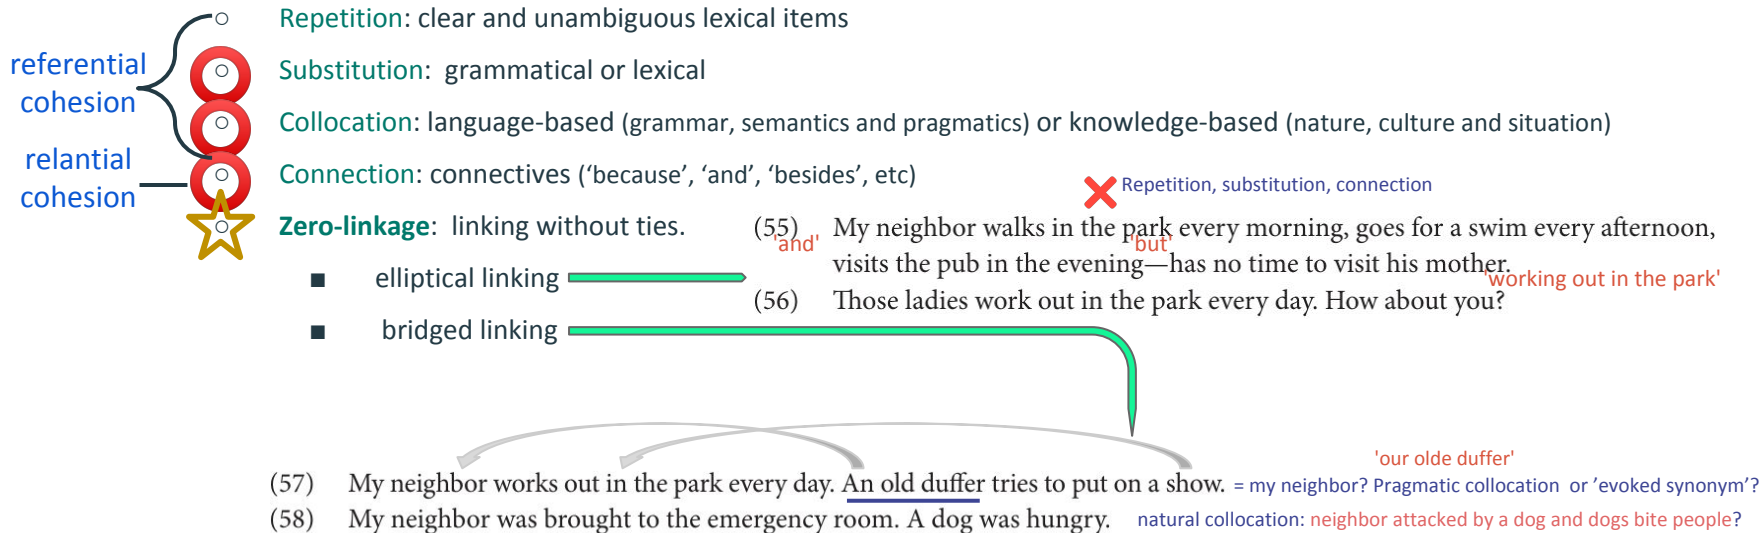 Repetition: clear and unambiguous lexical items
referential
cohesion
Substitution:  grammatical or lexical
Collocation: language-based (grammar, semantics and pragmatics) or knowledge-based (nature, culture and situation)
relantial
cohesion
Connection: connectives (‘because’, ‘and’, ‘besides’, etc)
Repetition, substitution, connection
Zero-linkage:  linking without ties.
(55) My neighbor walks in the park every morning, goes for a swim every afternoon,
'and' 'but'
visits the pub in the evening—has no time to visit his mother.
'working out in the park'
■ elliptical linking
(56) Those ladies work out in the park every day. How about you?
■ bridged linking
'our olde duffer'
(57) My neighbor works out in the park every day. An old duffer tries to put on a show. = my neighbor? Pragmatic collocation  or ’evoked synonym’?
(58) My neighbor was brought to the emergency room. A dog was hungry. natural collocation: neighbor attacked by a dog and dogs bite people?